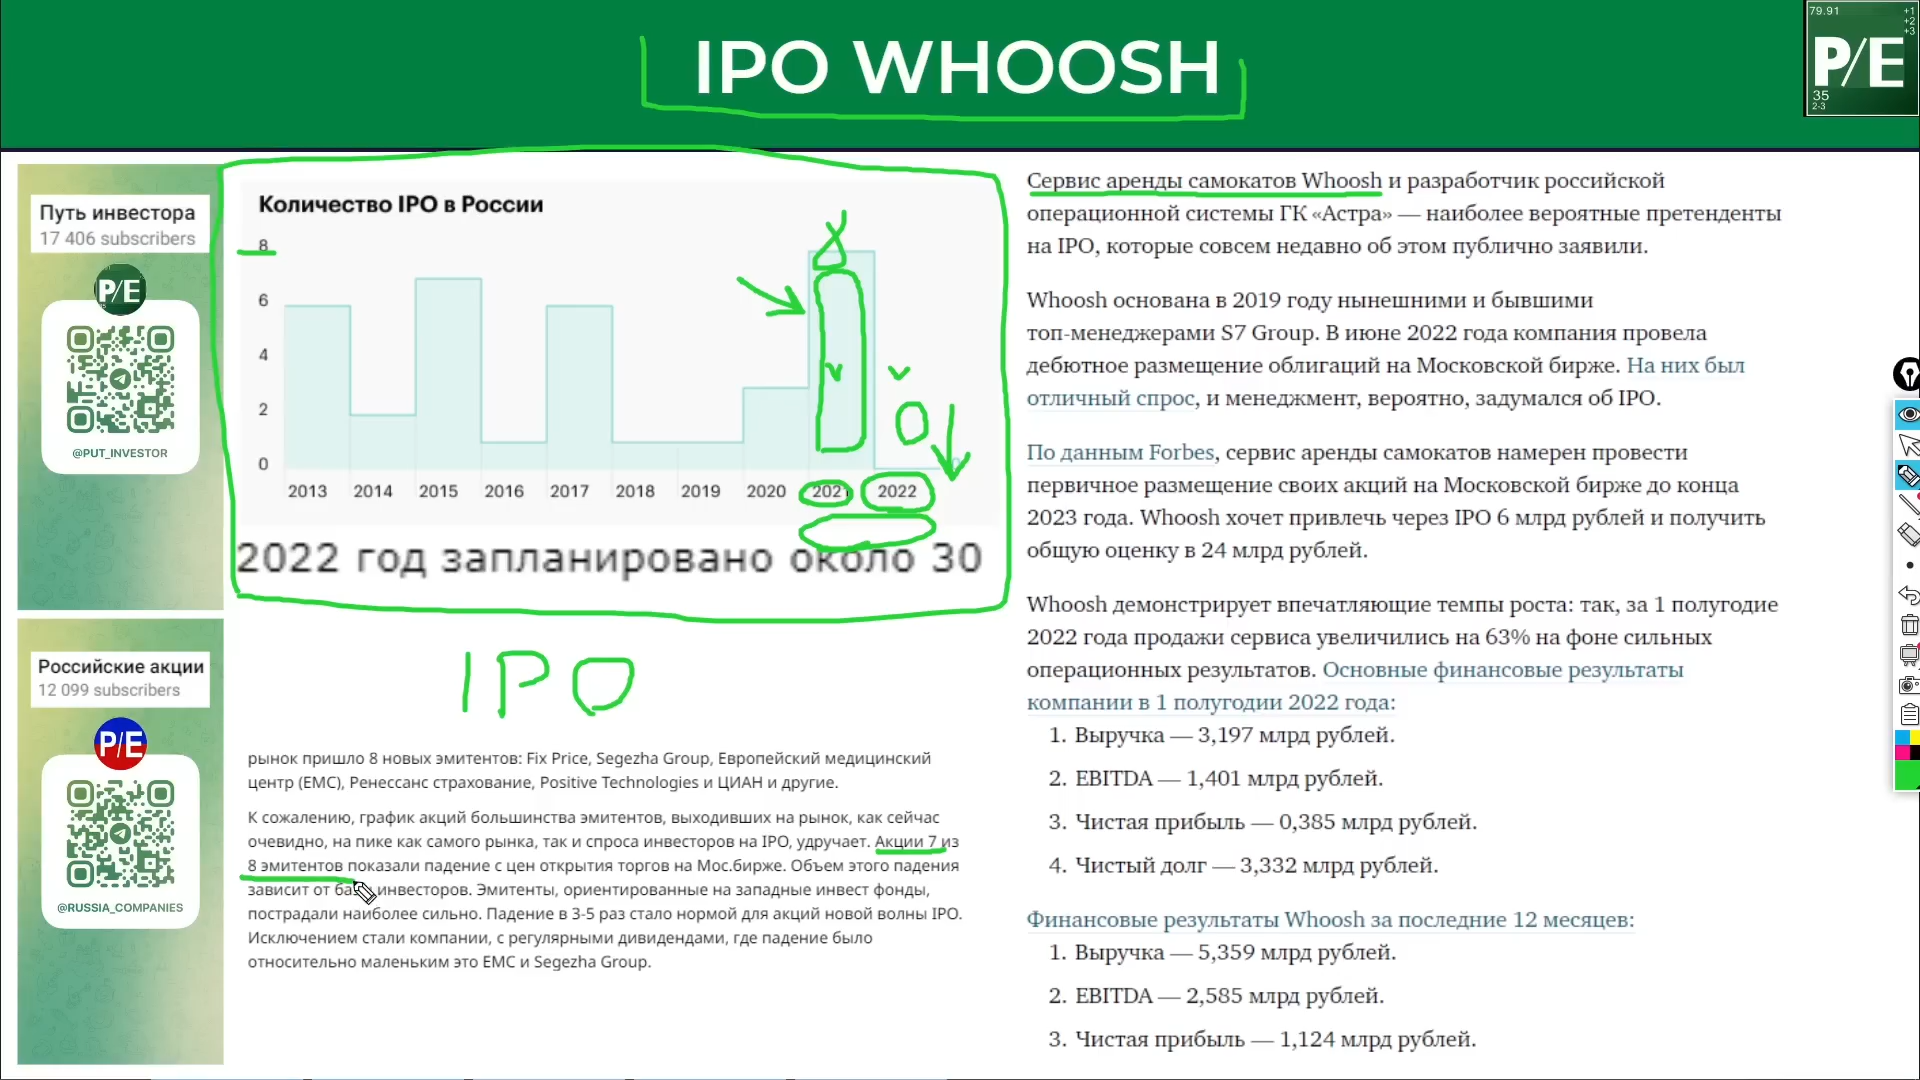 IPO WHOOSH
79.91
+1
+2
+3
P/E
35
2-3
Путь инвестора
17 406 subscribers
P/E
@PUT_INVESTOR
Российские акции
12 099 subscribers
P/E
@RUSSIA_COMPANIES
Количество IPO в России
8
6
4
2
0
0
2013 2014 2015 2016 2017 2018 2019 2020 2021 2022
2022 год запланировано около 30
IPO
рынок пришло 8 новых эмитентов: Fix Price, Segezha Group, Европейский медицинский
центр (EMC), Ренессанс страхование, Positive Technologies и ЦИАН и другие.
К сожалению, график акций большинства эмитентов, выходивших на рынок, как сейчас
очевидно, на пике как самого рынка, так и спроса инвесторов на IPO, удручает. Акции 7 из
8 эмитентов показали падение с цен открытия торгов на Мос.бирже. Объем этого падения
зависит от базы инвесторов. Эмитенты, ориентированные на западные инвест фонды,
пострадали наиболее сильно. Падение в 3-5 раз стало нормой для акций новой волны IPO.
Исключением стали компании, с регулярными дивидендами, где падение было
относительно маленьким это EMC и Segezha Group.
Сервис аренды самокатов Whoosh и разработчик российской
операционной системы ГК «Астра» — наиболее вероятные претенденты
на IPO, которые совсем недавно об этом публично заявили.
Whoosh основана в 2019 году нынешними и бывшими
топ-менеджерами S7 Group. В июне 2022 года компания провела
дебютное размещение облигаций на Московской бирже. На них был
отличный спрос, и менеджмент, вероятно, задумался об IPO.
По данным Forbes, сервис аренды самокатов намерен провести
первичное размещение своих акций на Московской бирже до конца
2023 года. Whoosh хочет привлечь через IPO 6 млрд рублей и получить
общую оценку в 24 млрд рублей.
Whoosh демонстрирует впечатляющие темпы роста: так, за 1 полугодие
2022 года продажи сервиса увеличились на 63% на фоне сильных
операционных результатов. Основные финансовые результаты
компании в 1 полугодии 2022 года:
1. Выручка — 3,197 млрд рублей.
2. EBITDA — 1,401 млрд рублей.
3. Чистая прибыль — 0,385 млрд рублей.
4. Чистый долг — 3,332 млрд рублей.
Финансовые результаты Whoosh за последние 12 месяцев:
1. Выручка — 5,359 млрд рублей.
2. EBITDA — 2,585 млрд рублей.
3. Чистая прибыль — 1,124 млрд рублей.